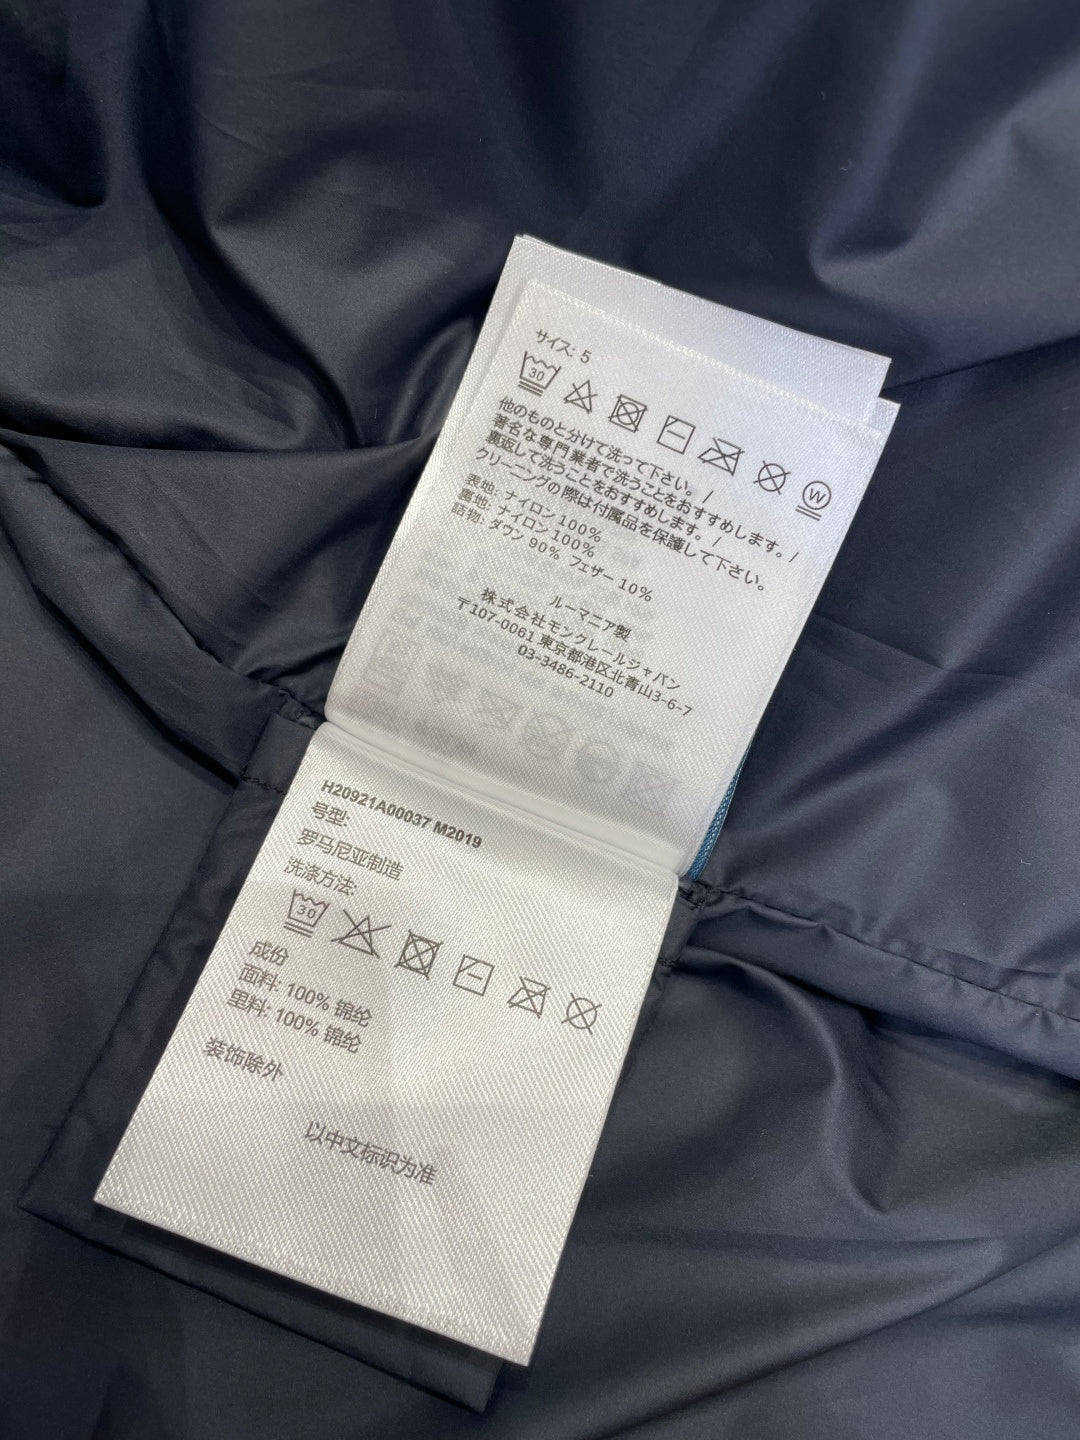 サイズ: 5
30
W
他のものと分けて洗って下さい。 /
著名な専門業者で洗うことをおすすめします。 /
裏返して洗うことをおすすめします。 /
クリーニングの際は付属品を保護して下さい。
表地: ナイロン 100%
裏地: ナイロン 100%
詰物: ダウン 90% フェザー 10%
ルーマニア製
株式会社モンクレールジャパン
〒107-0061 東京都港区北青山3-6-7
03-3486-2110
H20921A00037 M2019
号型:
罗马尼亚制造
洗涤方法:
30
成份
面料: 100% 锦纶
里料: 100% 锦纶
装饰除外
以中文标识为准